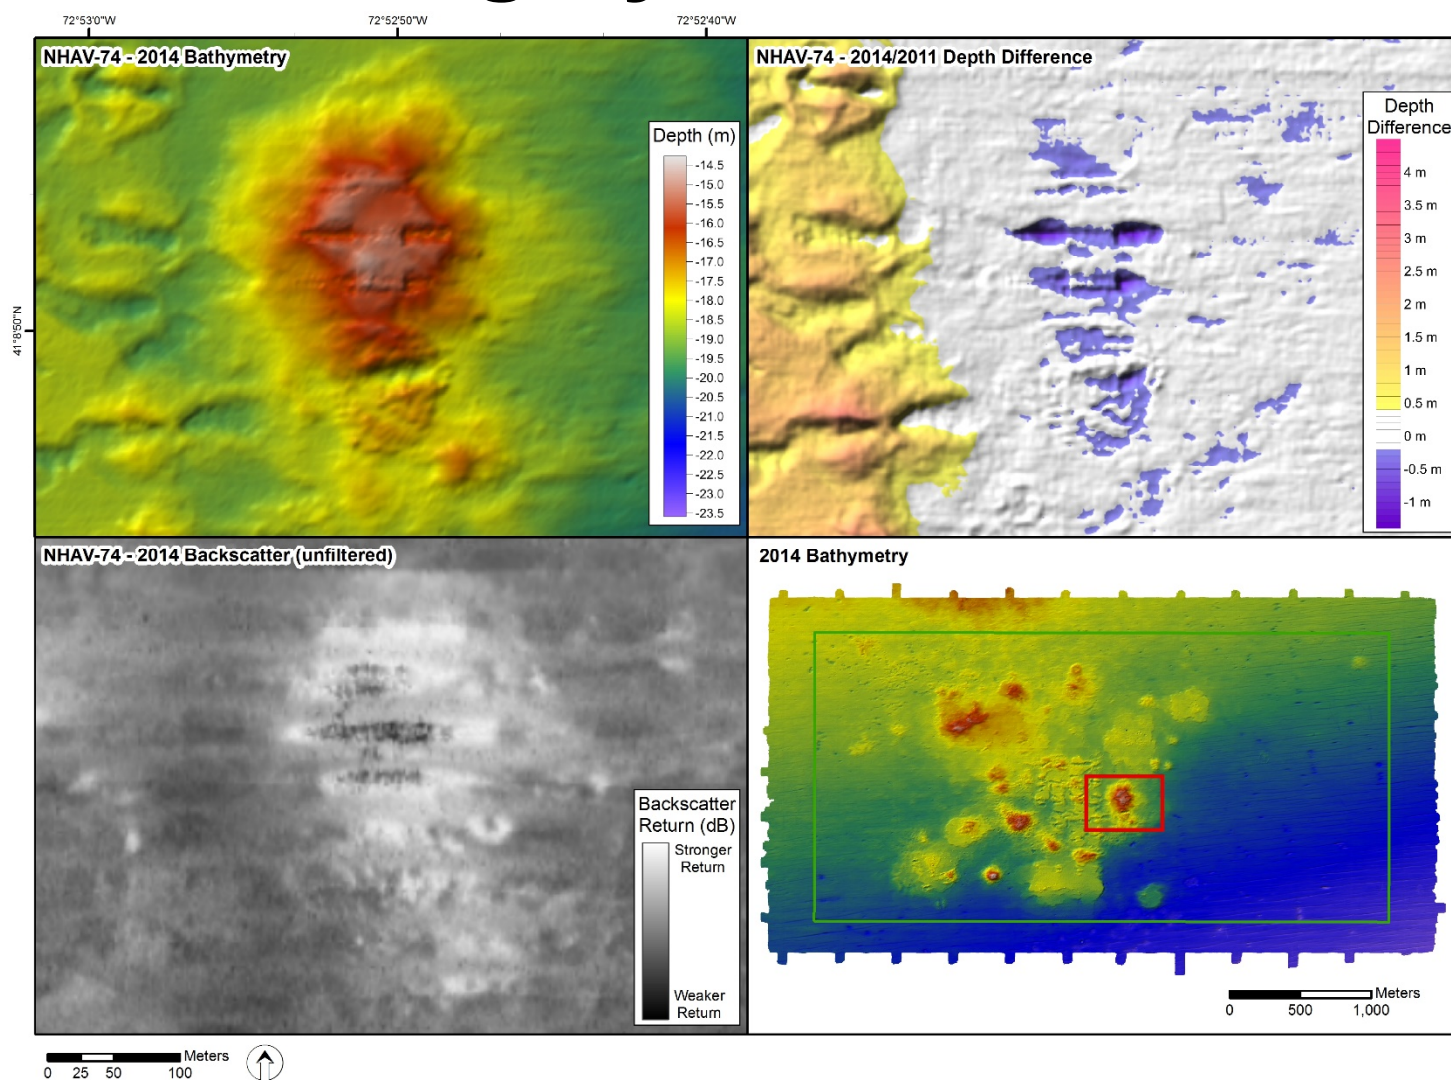 72°53'0"W
72°52'50"W
72°52'40"W
NHAV-74 - 2014 Bathymetry
Depth (m)
-14.5
-15.0
-15.5
-16.0
-16.5
-17.0
-17.5
-18.0
-18.5
-19.0
-19.5
-20.0
-20.5
-21.0
-21.5
-22.0
-22.5
-23.0
-23.5
41°8'50"N
NHAV-74 - 2014/2011 Depth Difference
Depth
Difference
4 m
3.5 m
3 m
2.5 m
2 m
1.5 m
1 m
0.5 m
0 m
-0.5 m
-1 m
NHAV-74 - 2014 Backscatter (unfiltered)
Backscatter
Return (dB)
Stronger
Return
Weaker
Return
2014 Bathymetry
Meters
0 500 1,000
Meters
0 25 50 100